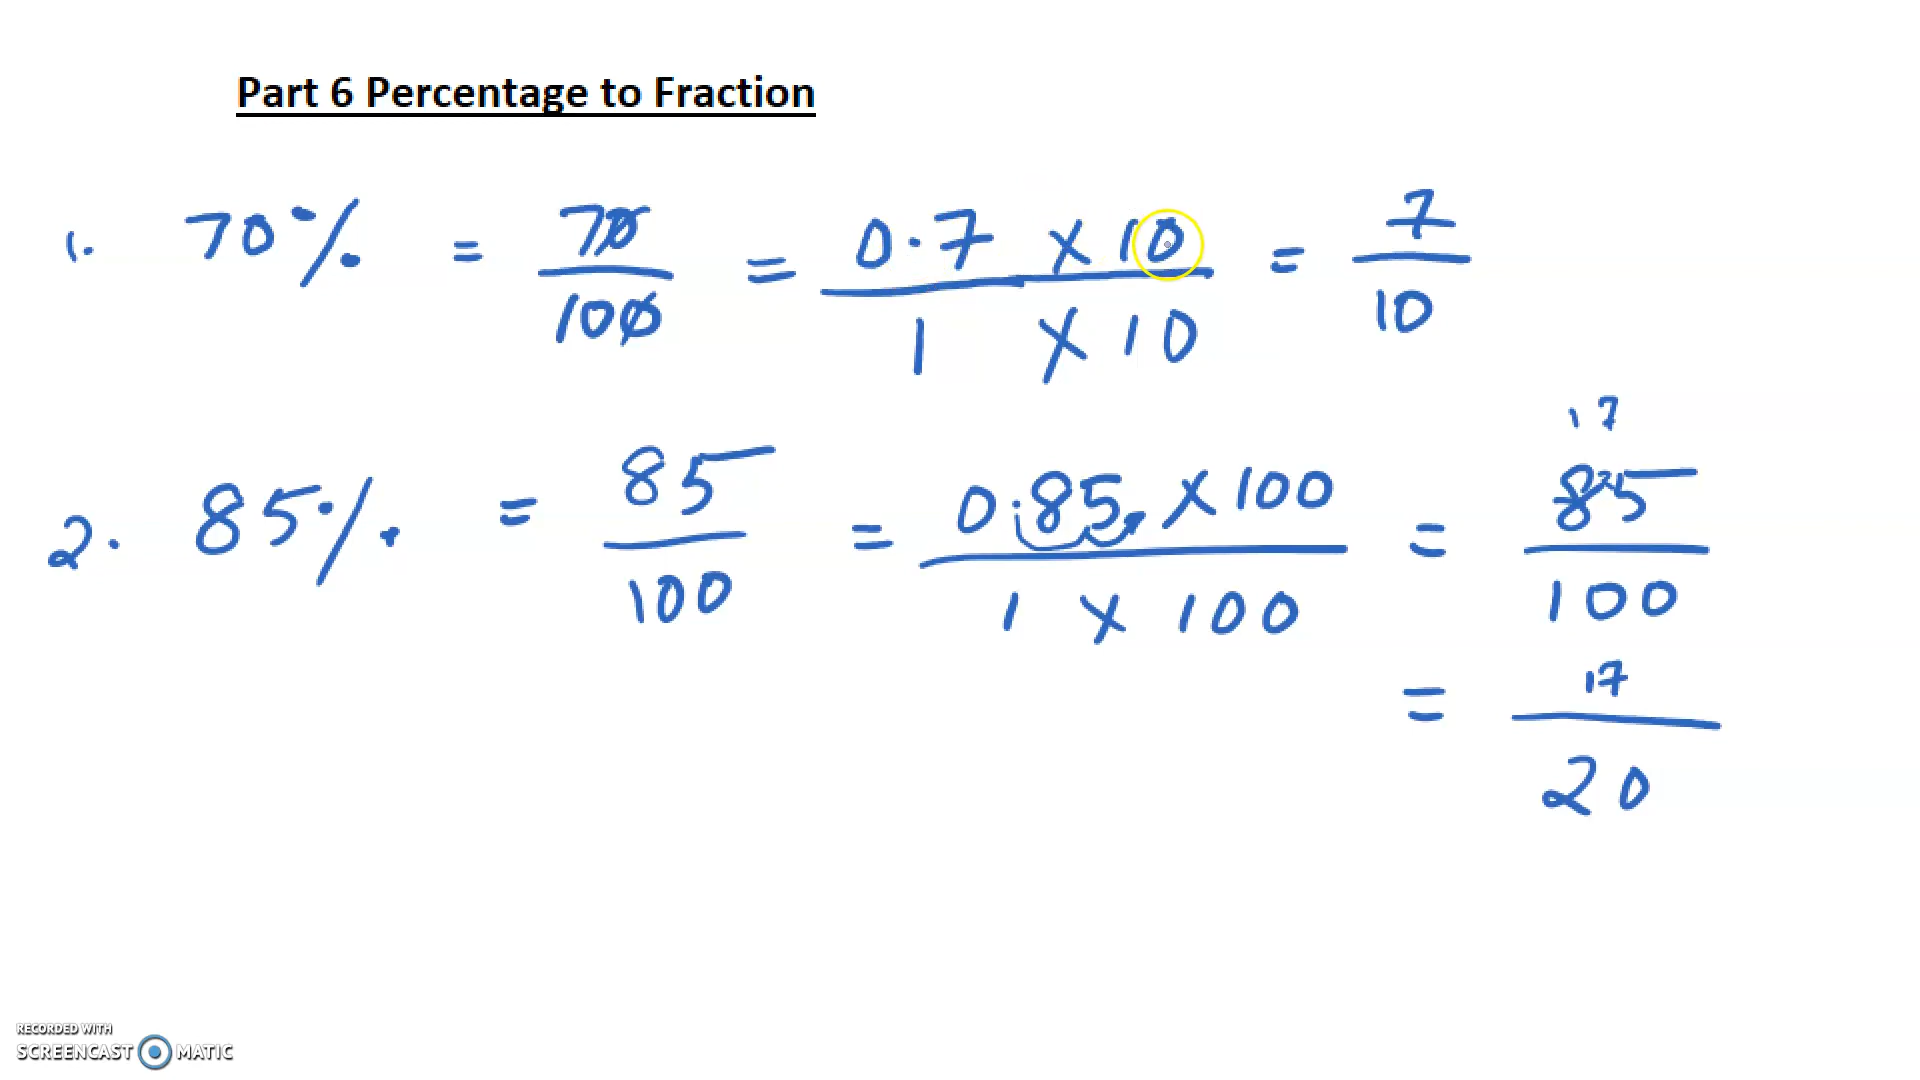 Part 6 Percentage to Fraction
1. 70% = 70/100 = 0.7 x 10 / 1 x 10 = 7/10
17
2. 85% = 85/100 = 0.85. x 100 / 1 x 100 = 85/100
= 17/20
RECORDED WITH
SCREENCAST MATIC